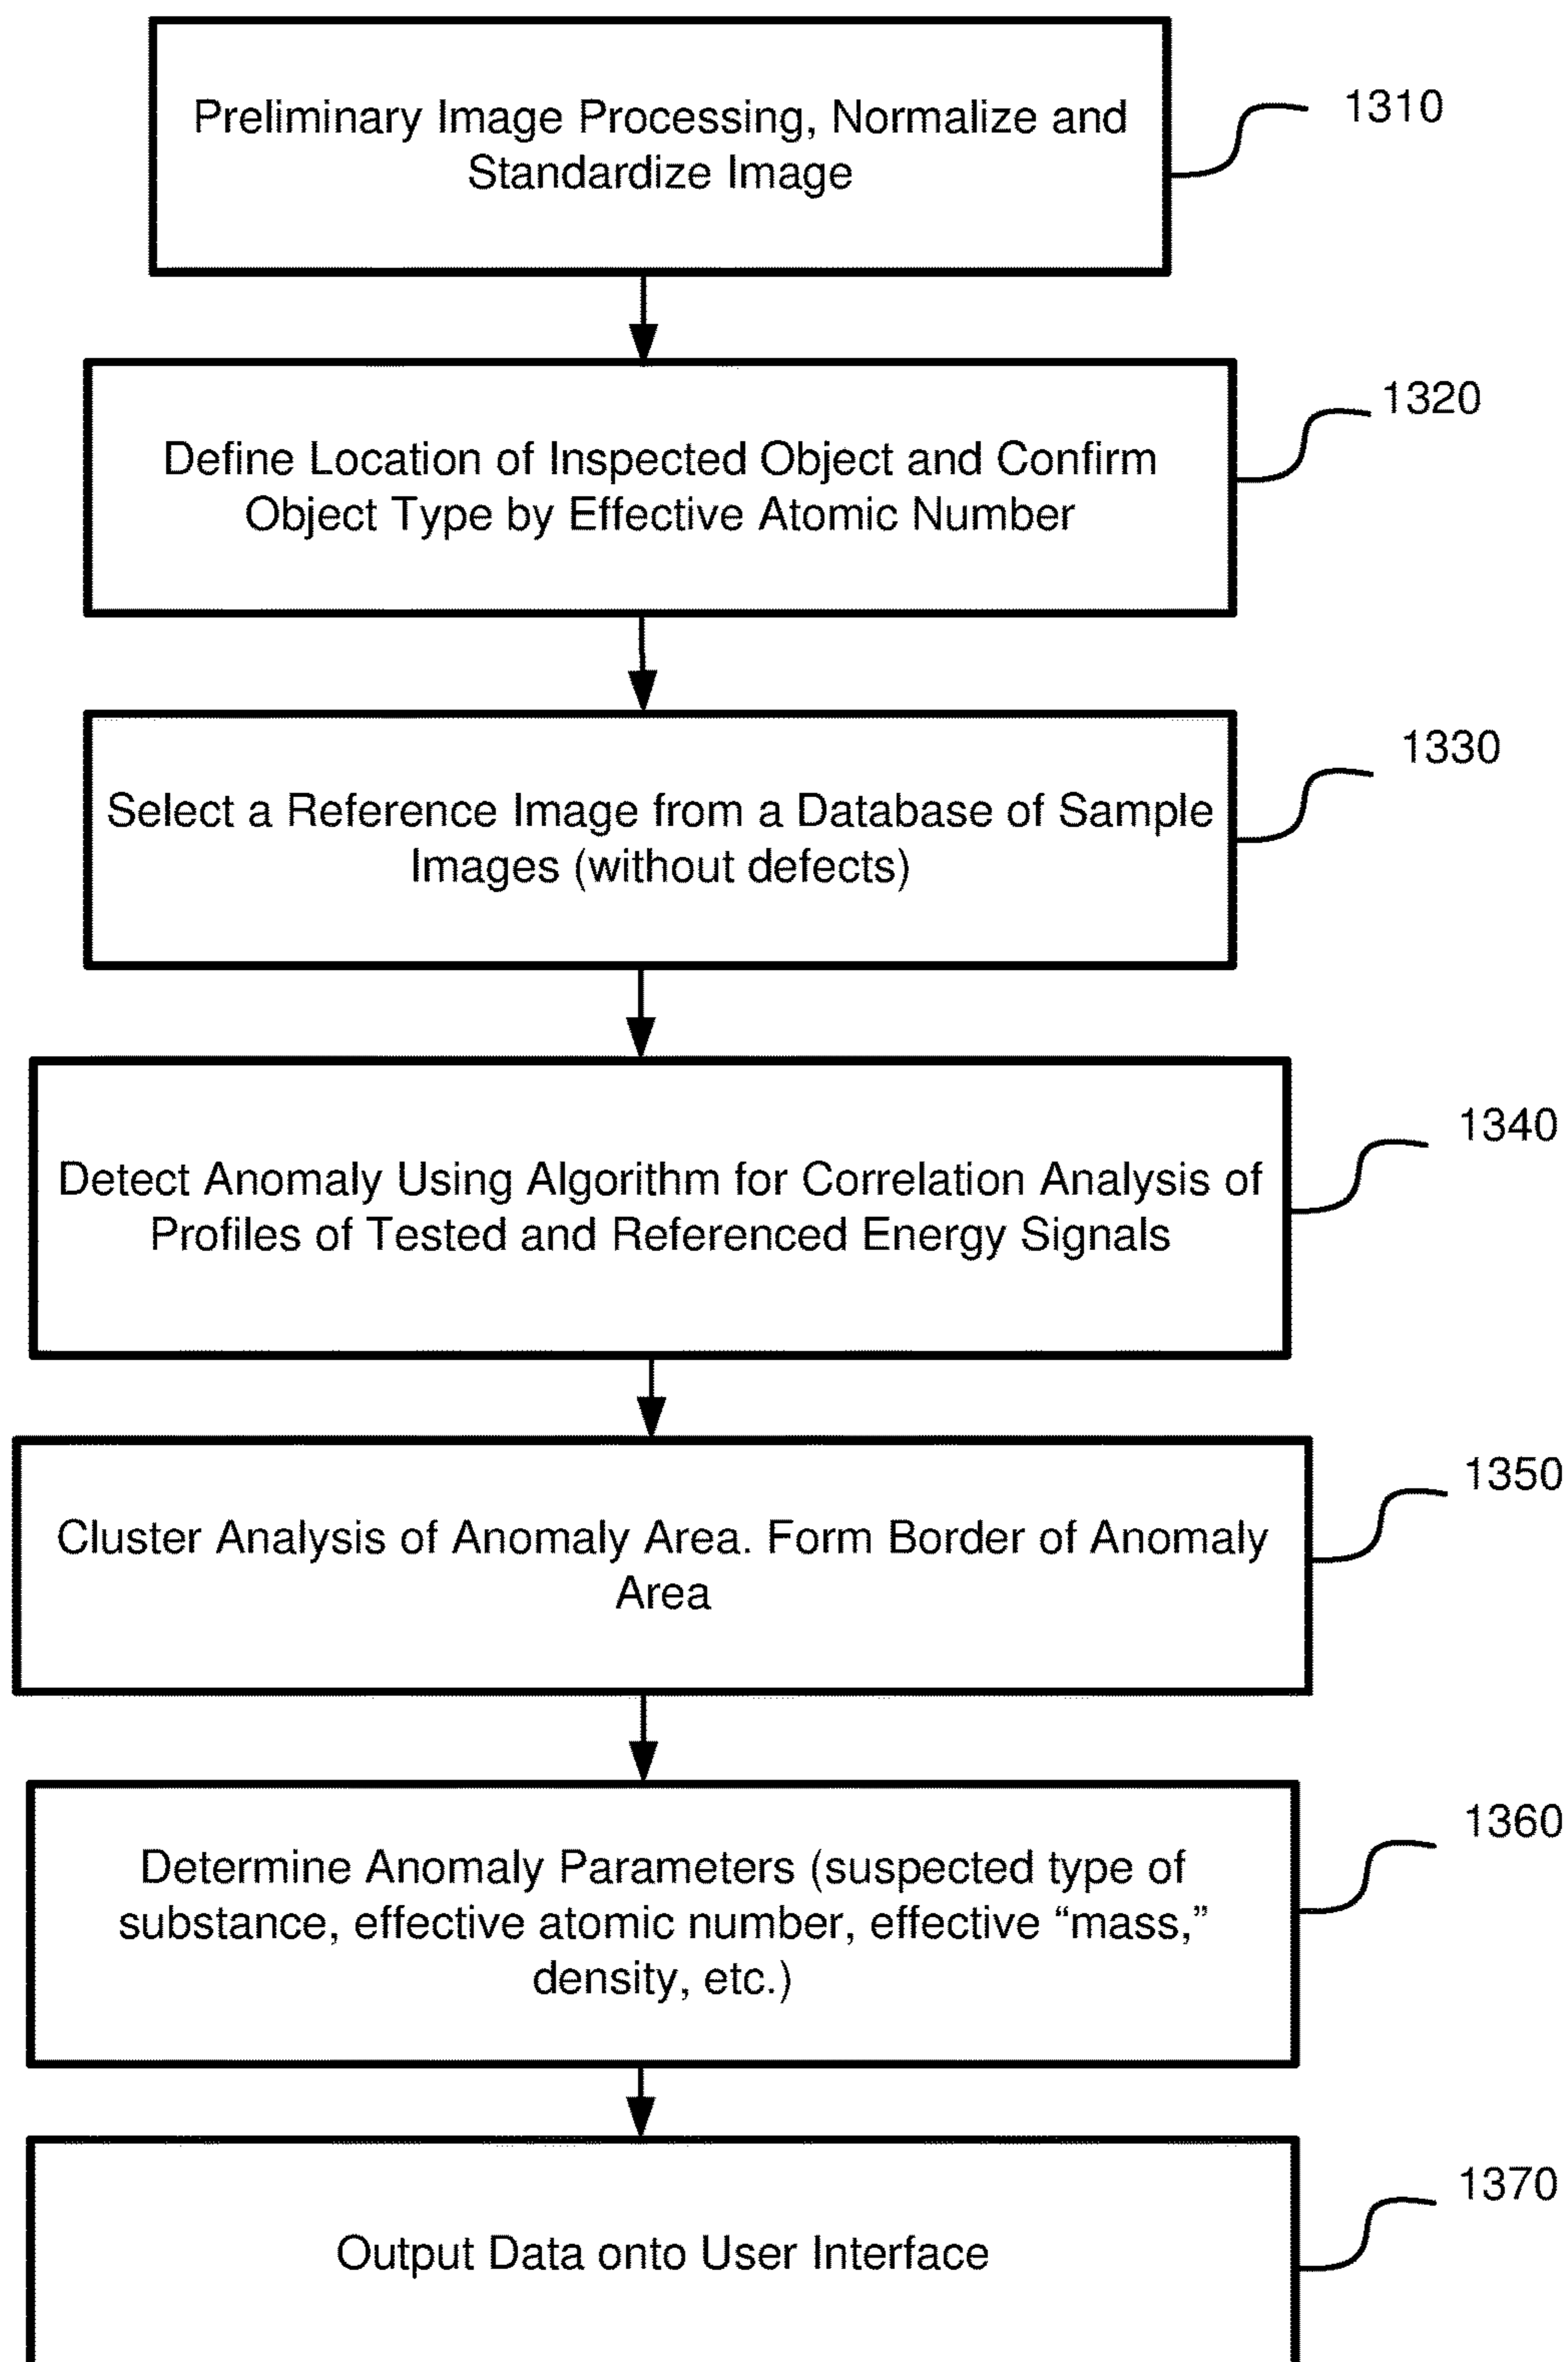 Preliminary Image Processing, Normalize and
Standardize Image
1310
Define Location of Inspected Object and Confirm
Object Type by Effective Atomic Number
1320
Select a Reference Image from a Database of Sample
Images (without defects)
1330
Detect Anomaly Using Algorithm for Correlation Analysis of
Profiles of Tested and Referenced Energy Signals
1340
Cluster Analysis of Anomaly Area. Form Border of Anomaly
Area
1350
Determine Anomaly Parameters (suspected type of
substance, effective atomic number, effective “mass,”
density, etc.)
1360
Output Data onto User Interface
1370